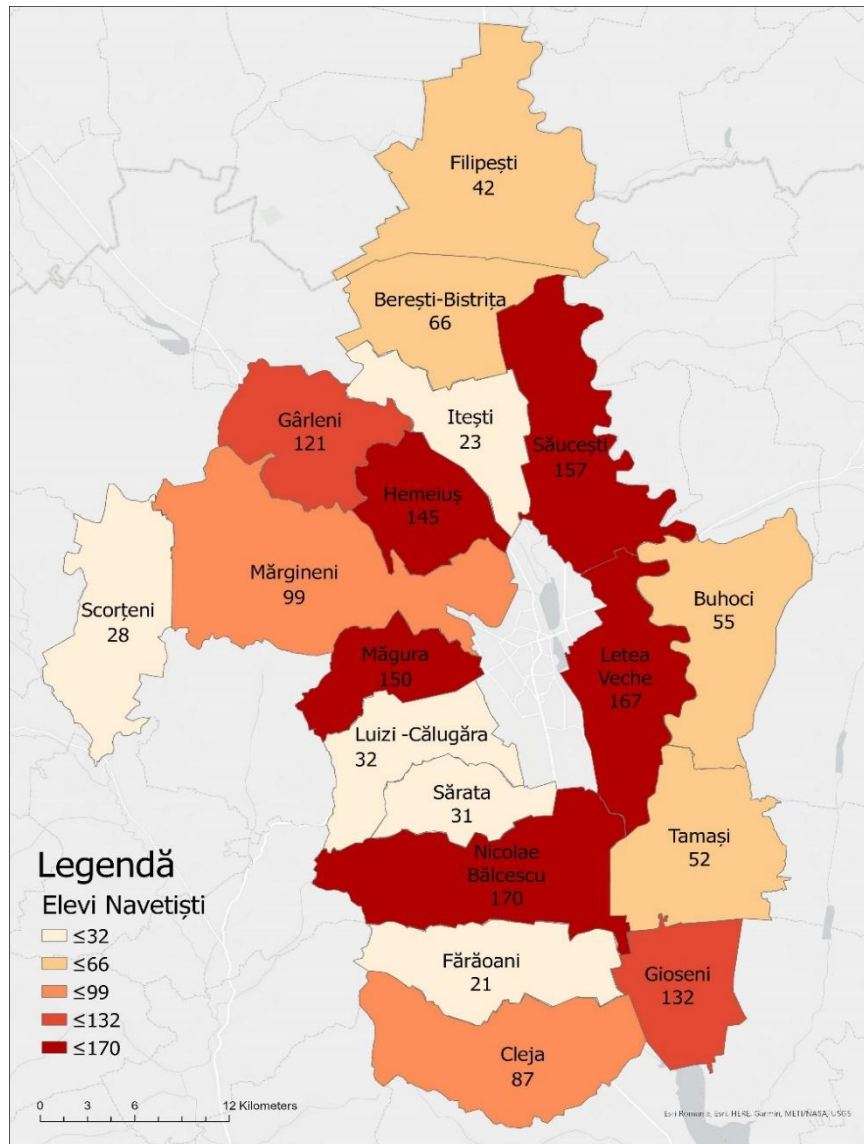 Filipești
42
Berești-Bistrița
66
Itești
23
Gârleni
121
Săucești
157
Hemeiuș
145
Mărgineni
99
Scorțeni
28
Buhoci
55
Măgura
150
Letea
Veche
167
Luizi -Călugăra
32
Sărata
31
Tamași
52
Nicolae
Bălcescu
170
Fărăoani
21
Gioseni
132
Cleja
87
Legendă
Elevi Navetiști
≤32
≤66
≤99
≤132
≤170
0 3 6 12 Kilometers
Esri Romania, Esri, HERE, Garmin, METI/NASA, USGS